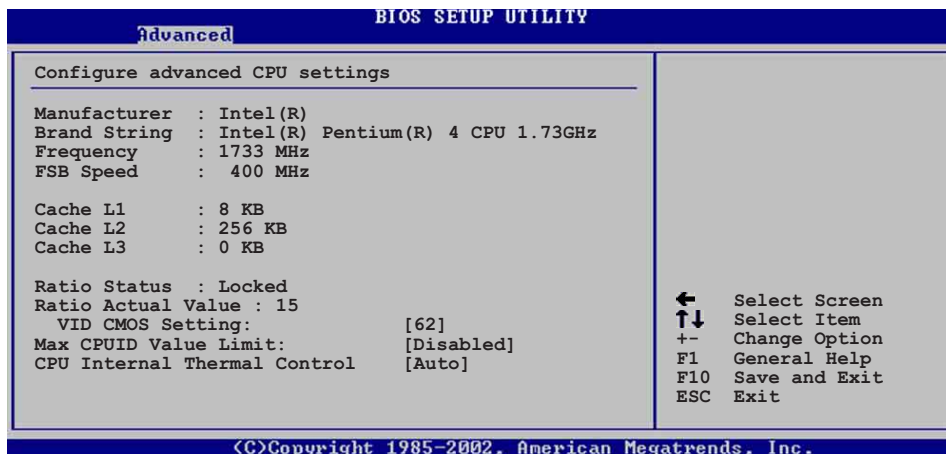 BIOS SETUP UTILITY
Advanced
Configure advanced CPU settings
Manufacturer : Intel(R)
Brand String : Intel(R) Pentium(R) 4 CPU 1.73GHz
Frequency : 1733 MHz
FSB Speed : 400 MHz
Cache L1 : 8 KB
Cache L2 : 256 KB
Cache L3 : 0 KB
Ratio Status : Locked
Ratio Actual Value : 15
VID CMOS Setting: [62]
Max CPUID Value Limit: [Disabled]
CPU Internal Thermal Control [Auto]
← Select Screen
↑↓ Select Item
+- Change Option
F1 General Help
F10 Save and Exit
ESC Exit
(C)Copyright 1985-2002, American Megatrends, Inc.